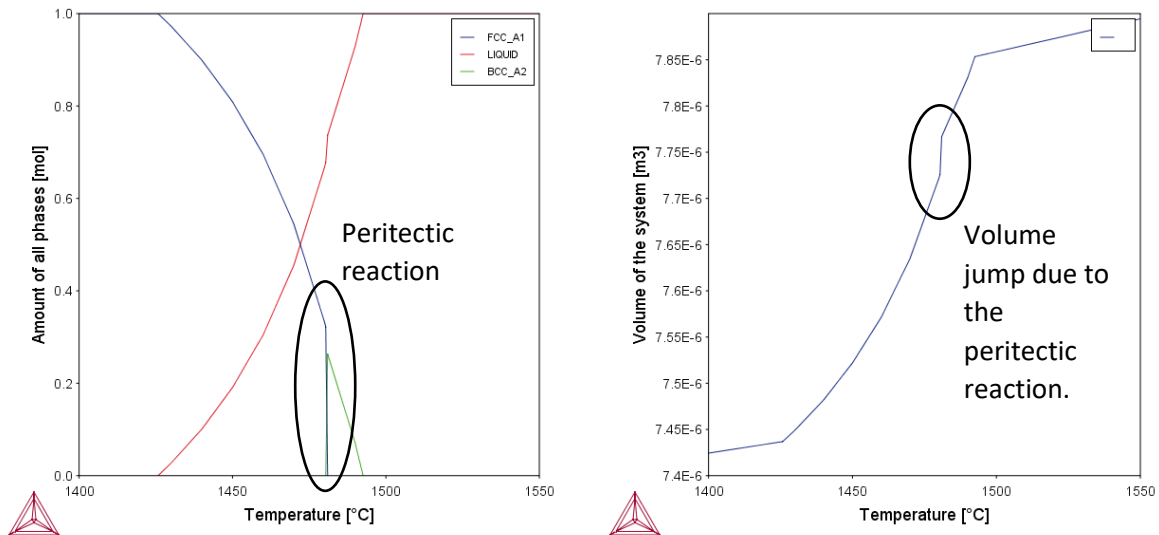 1.0
0.8
0.6
0.4
0.2
0.0
Amount of all phases [mol]
FCC_A1
LIQUID
BCC_A2
Peritectic
reaction
1400
1450
1500
1550
Temperature [°C]
7.85E-6
7.8E-6
7.75E-6
7.7E-6
7.65E-6
7.6E-6
7.55E-6
7.5E-6
7.45E-6
7.4E-6
Volume of the system [m3]
Volume
jump due to
the
peritectic
reaction.
1400
1450
1500
1550
Temperature [°C]